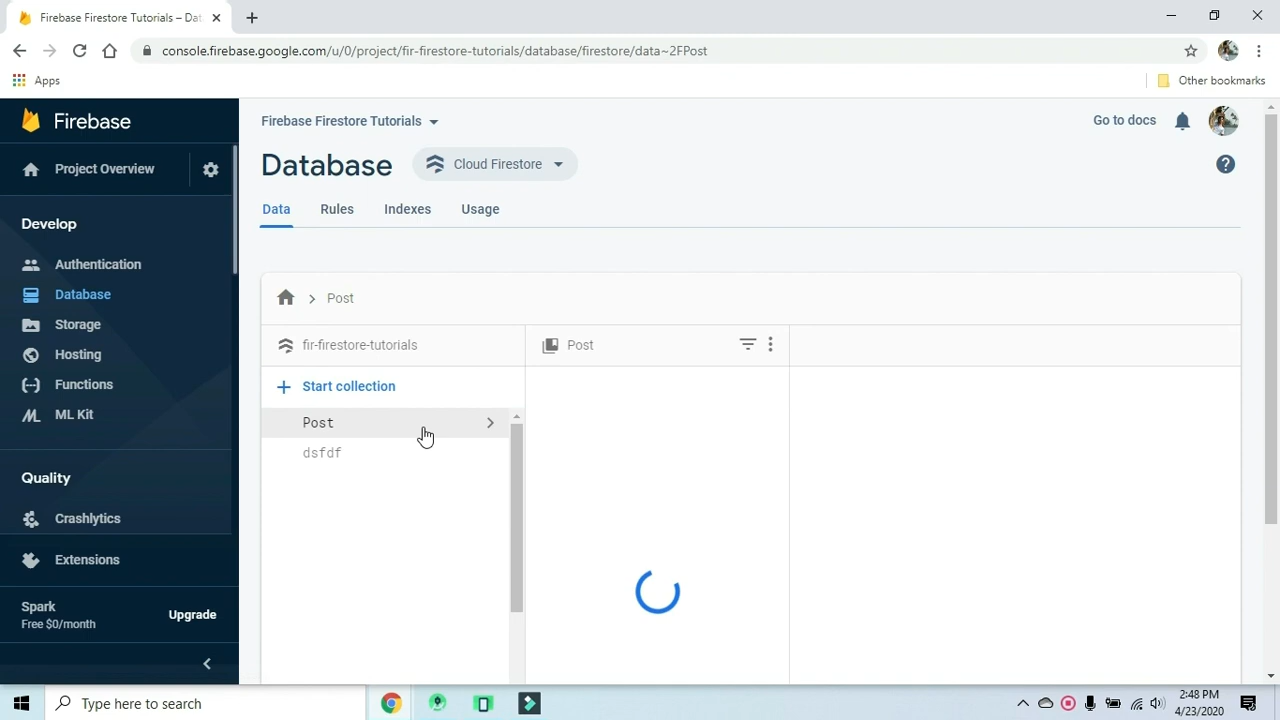 Firebase Firestore Tutorials – Dat
console.firebase.google.com/u/0/project/fir-firestore-tutorials/database/firestore/data~2FPost
Apps
Other bookmarks
Firebase
Firebase Firestore Tutorials
Go to docs
Project Overview
Database
Cloud Firestore
Data
Rules
Indexes
Usage
Develop
Authentication
Database
Storage
Hosting
Functions
ML Kit
Quality
Crashlytics
Extensions
Spark
Free $0/month
Upgrade
Post
fir-firestore-tutorials
Post
Start collection
Post
dsfdf
Type here to search
2:48 PM
4/23/2020